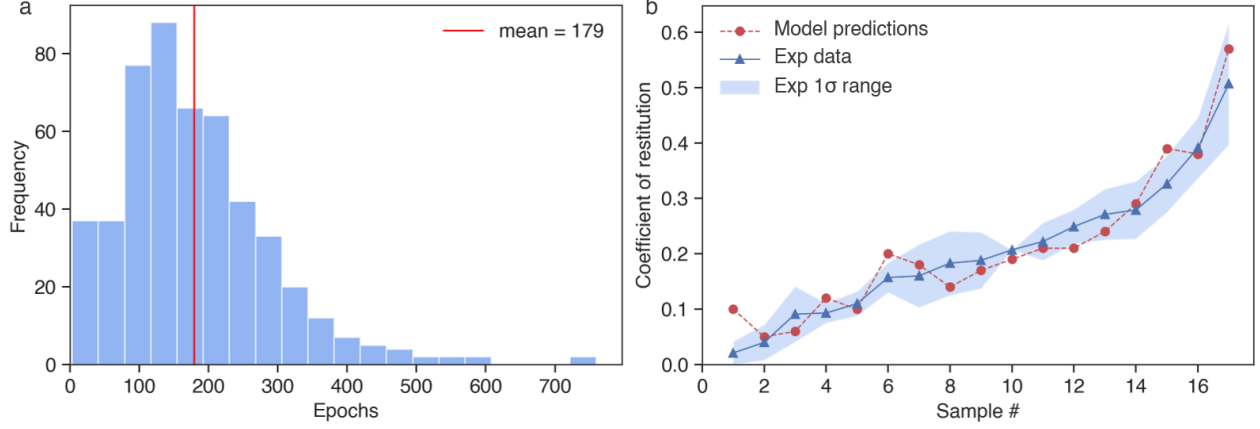 a
mean = 179
80
60
40
20
0
Frequency
0 100 200 300 400 500 600 700
Epochs
b
Model predictions
Exp data
Exp 1σ range
0.6
0.5
0.4
0.3
0.2
0.1
0.0
Coefficient of restitution
0 2 4 6 8 10 12 14 16
Sample #